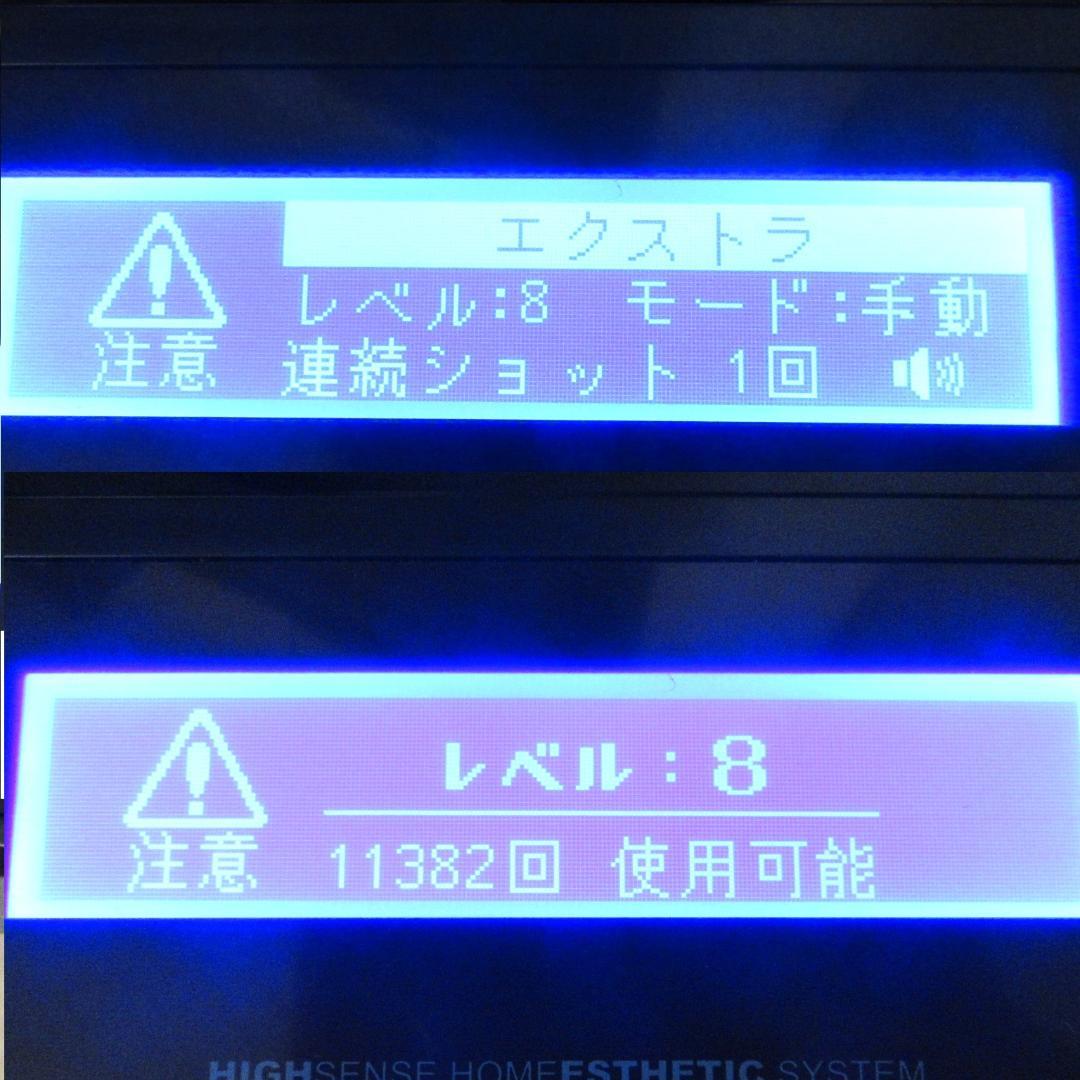 エクストラ
レベル:8 モード:手動
注意 連続ショット 1回
レベル:8
注意 11382回 使用可能
HIGHSENSE HOMEESTHETIC SYSTEM